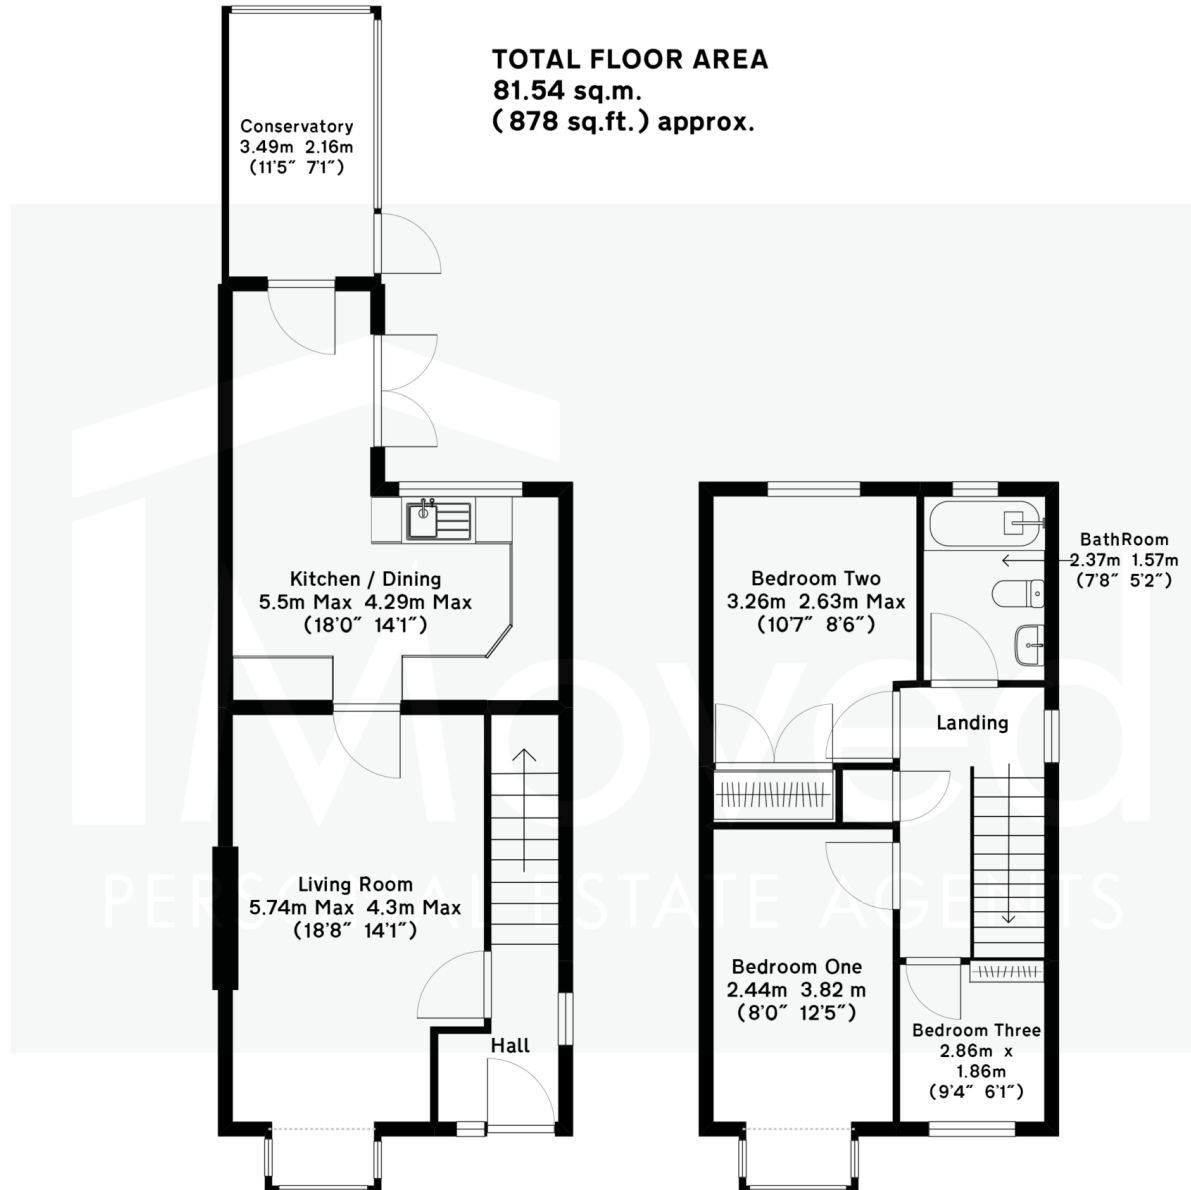 TOTAL FLOOR AREA
81.54 sq.m.
( 878 sq.ft. ) approx.
Conservatory
3.49m 2.16m
(11'5" 7'1")
Kitchen / Dining
5.5m Max 4.29m Max
(18'0" 14'1")
Living Room
5.74m Max 4.3m Max
(18'8" 14'1")
Hall
Bedroom Two
3.26m 2.63m Max
(10'7" 8'6")
BathRoom
2.37m 1.57m
(7'8" 5'2")
Landing
Bedroom One
2.44m 3.82 m
(8'0" 12'5")
Bedroom Three
2.86m x
1.86m
(9'4" 6'1")
Moved
PERSONAL ESTATE AGENTS